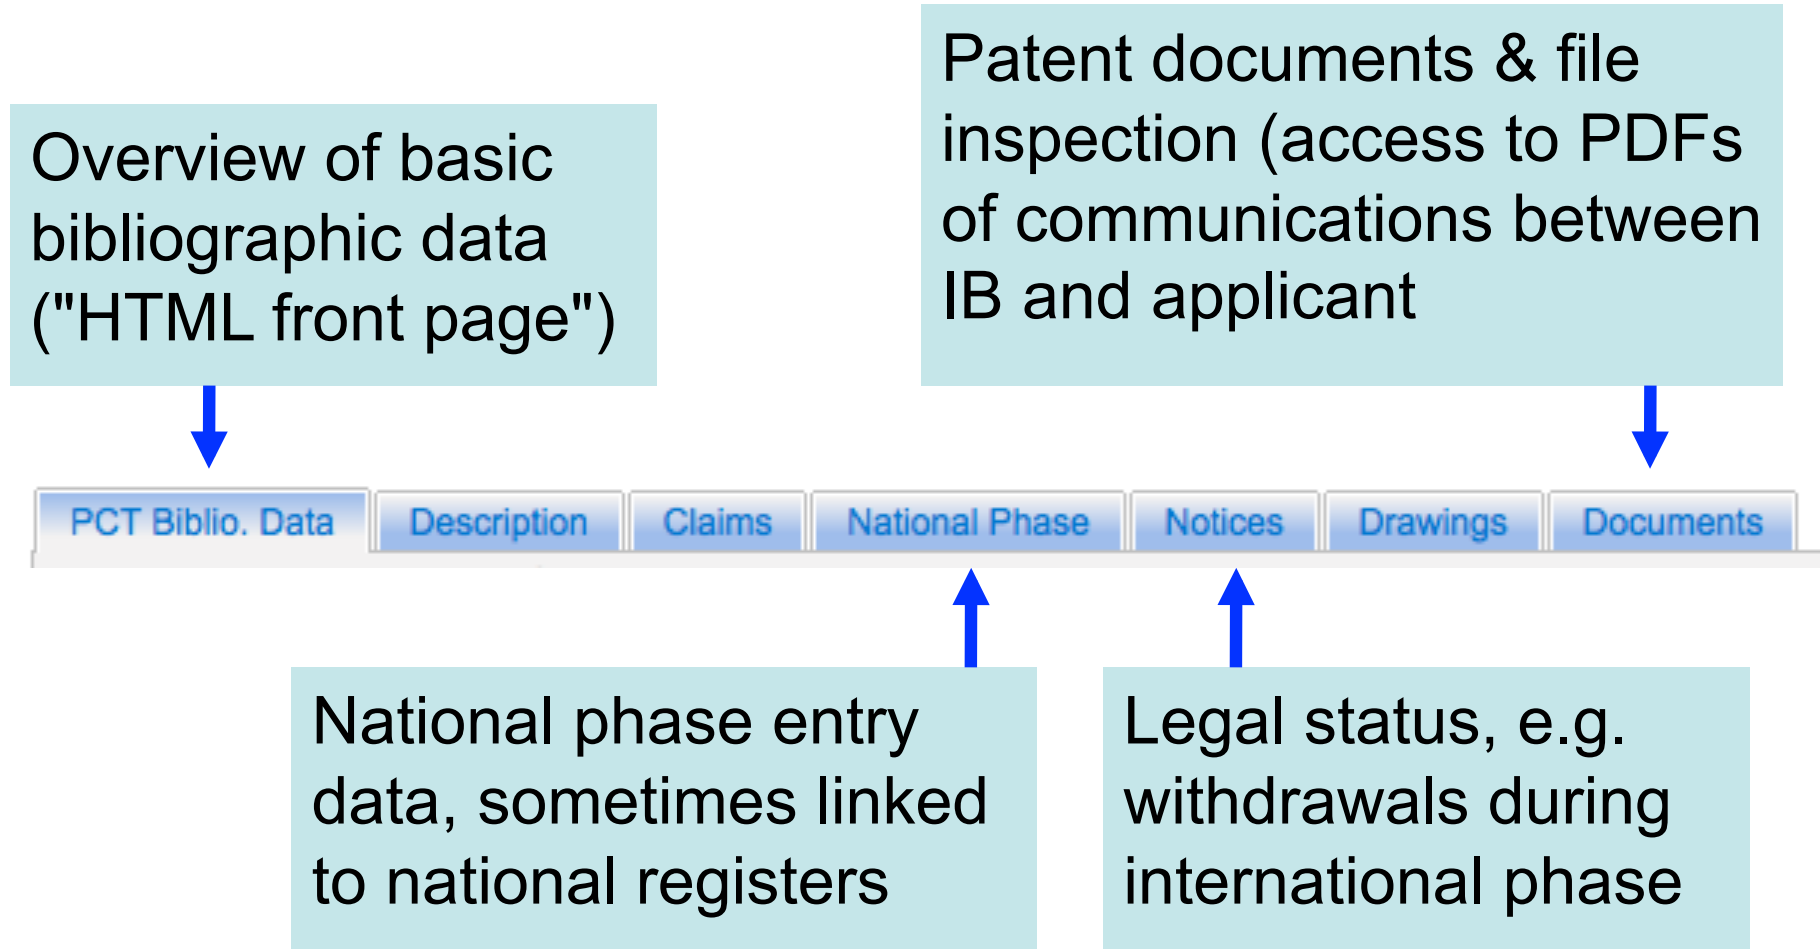 Overview of basic
bibliographic data
("HTML front page")
Patent documents & file
inspection (access to PDFs
of communications between
IB and applicant
PCT Biblio. Data Description Claims National Phase Notices Drawings Documents
National phase entry
data, sometimes linked
to national registers
Legal status, e.g.
withdrawals during
international phase